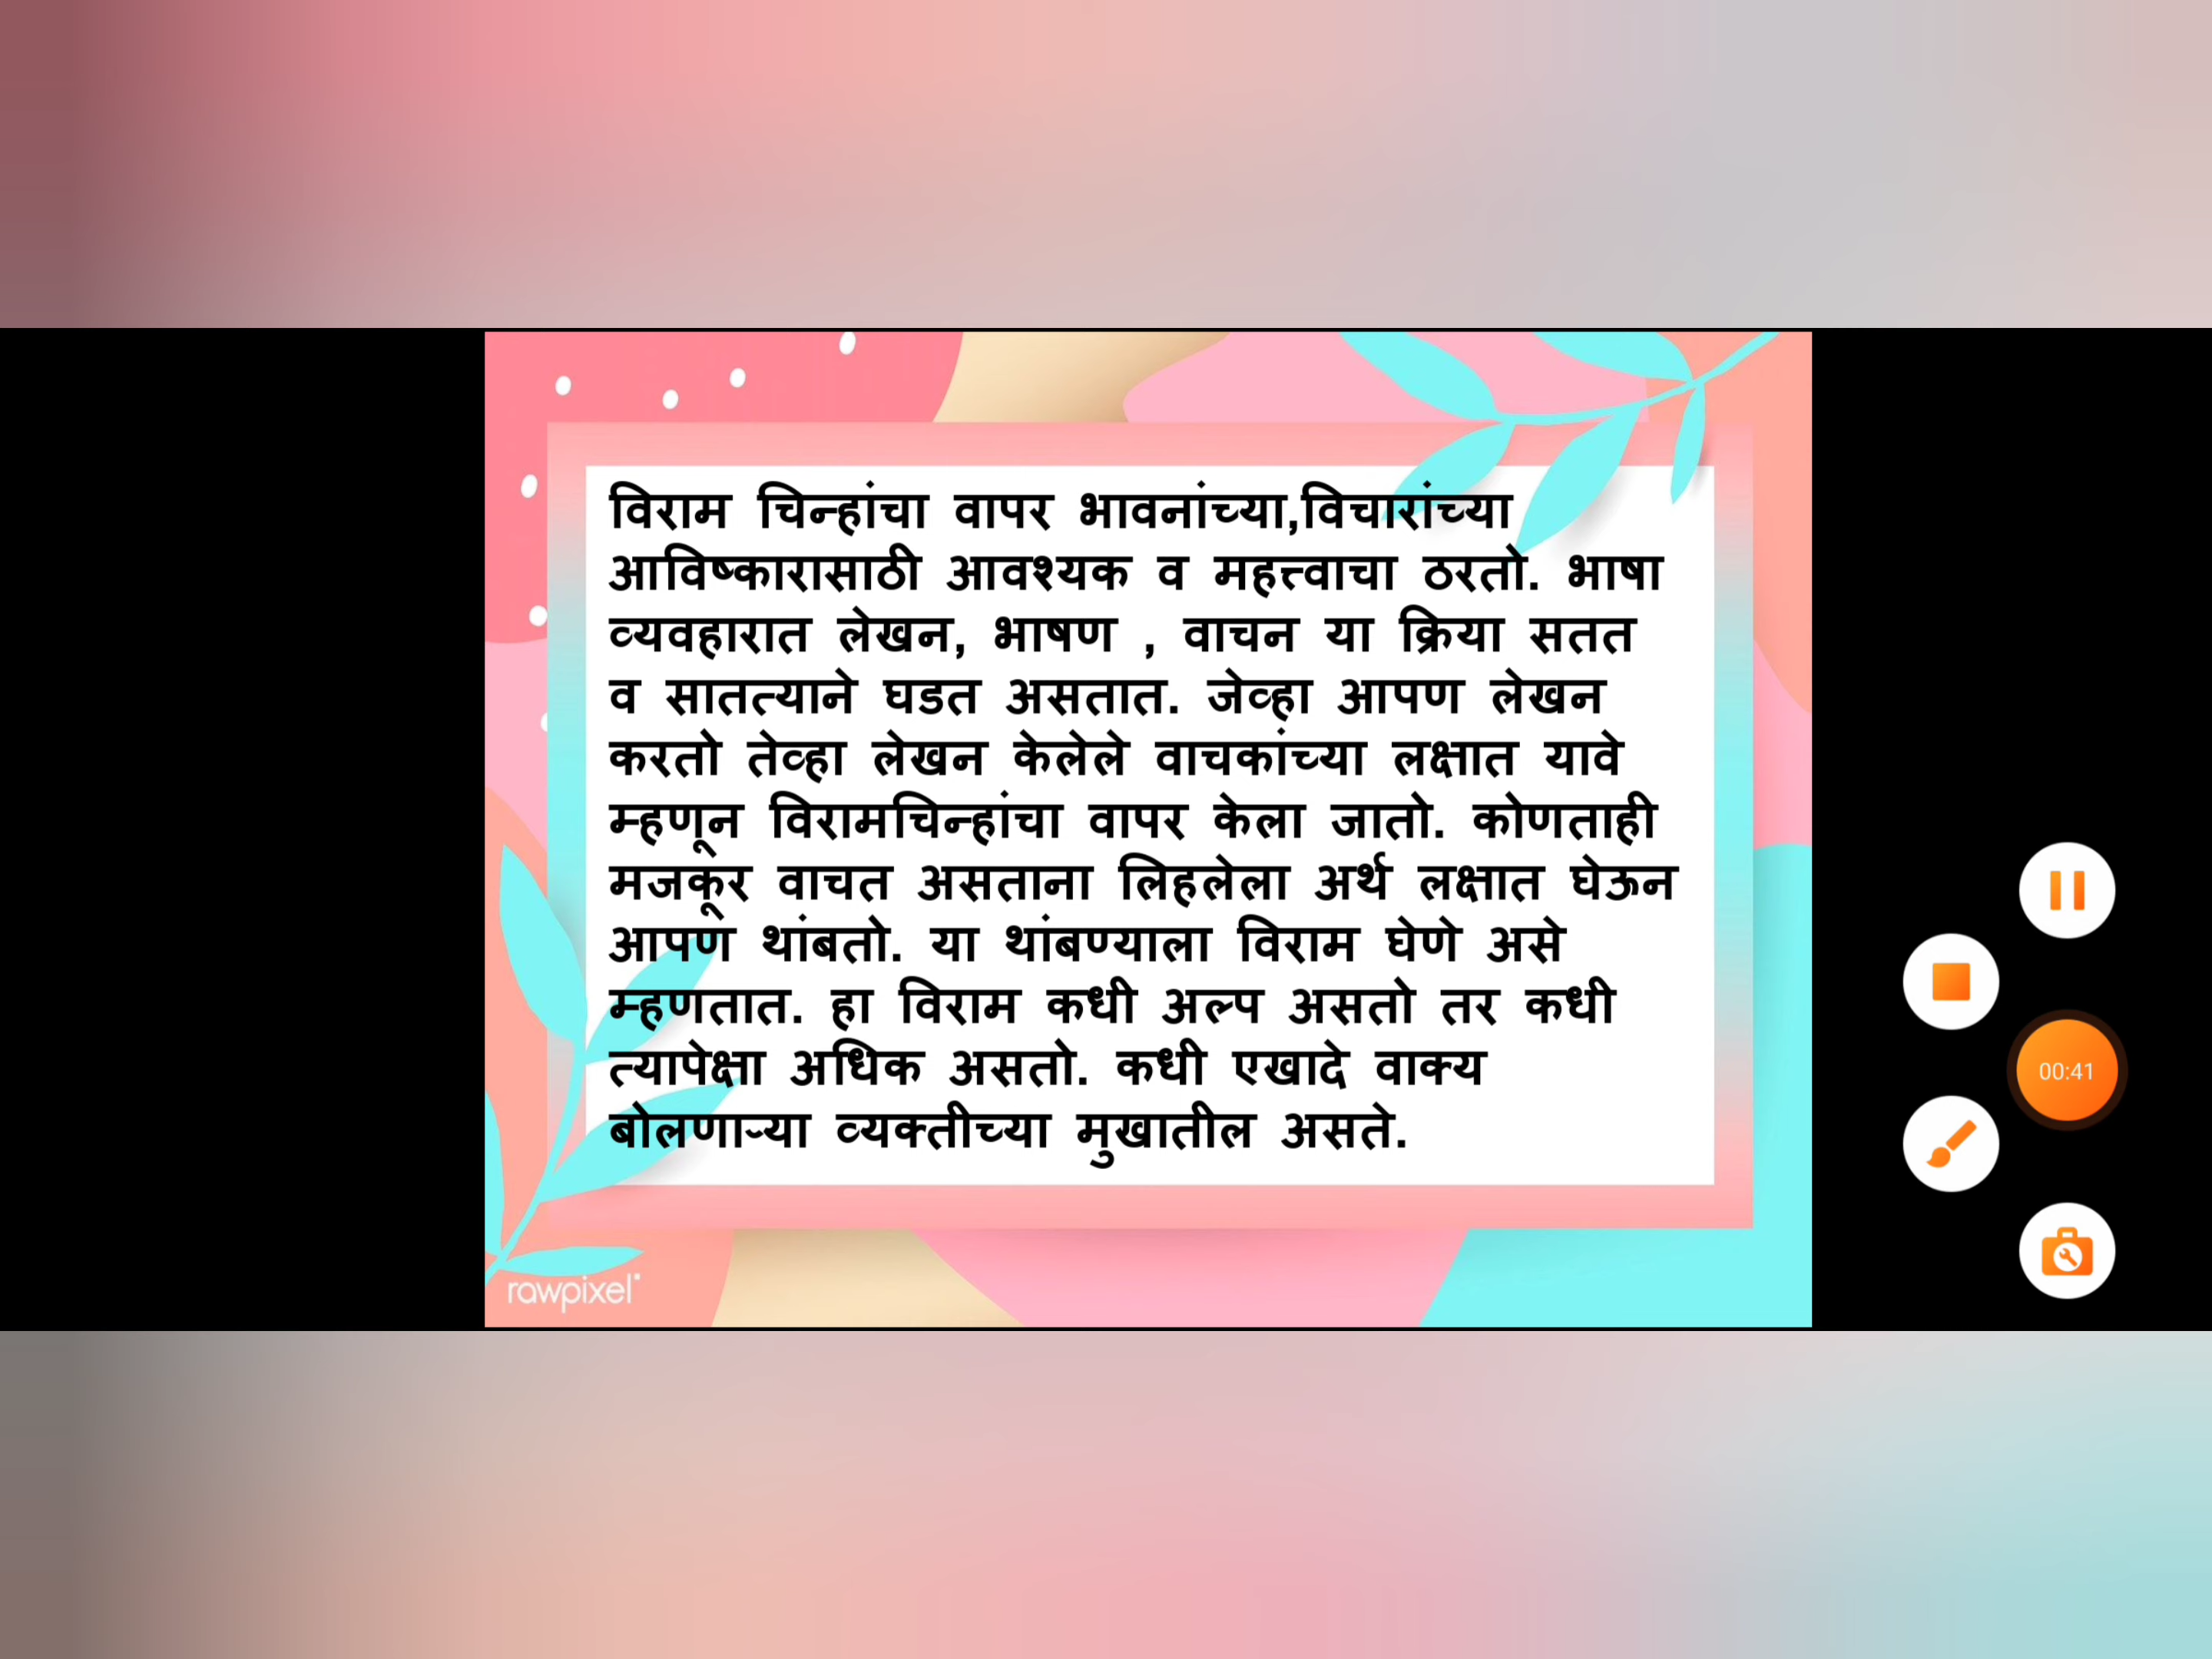 विराम चिन्हांचा वापर भावनांच्या,विचारांच्या
आविष्कारासाठी आवश्यक व महत्त्वाचा ठरतो. भाषा
व्यवहारात लेखन, भाषण , वाचन या क्रिया सतत
व सातत्याने घडत असतात. जेव्हा आपण लेखन
करतो तेव्हा लेखन केलेले वाचकांच्या लक्षात यावे
म्हणून विरामचिन्हांचा वापर केला जातो. कोणताही
मजकूर वाचत असताना लिहलेला अर्थ लक्षात घेऊन
आपण थांबतो. या थांबण्याला विराम घेणे असे
म्हणतात. हा विराम कधी अल्प असतो तर कधी
त्यापेक्षा अधिक असतो. कधी एखादे वाक्य
बोलणाऱ्या व्यक्तीच्या मुखातील असते.
rawpixel
00:41